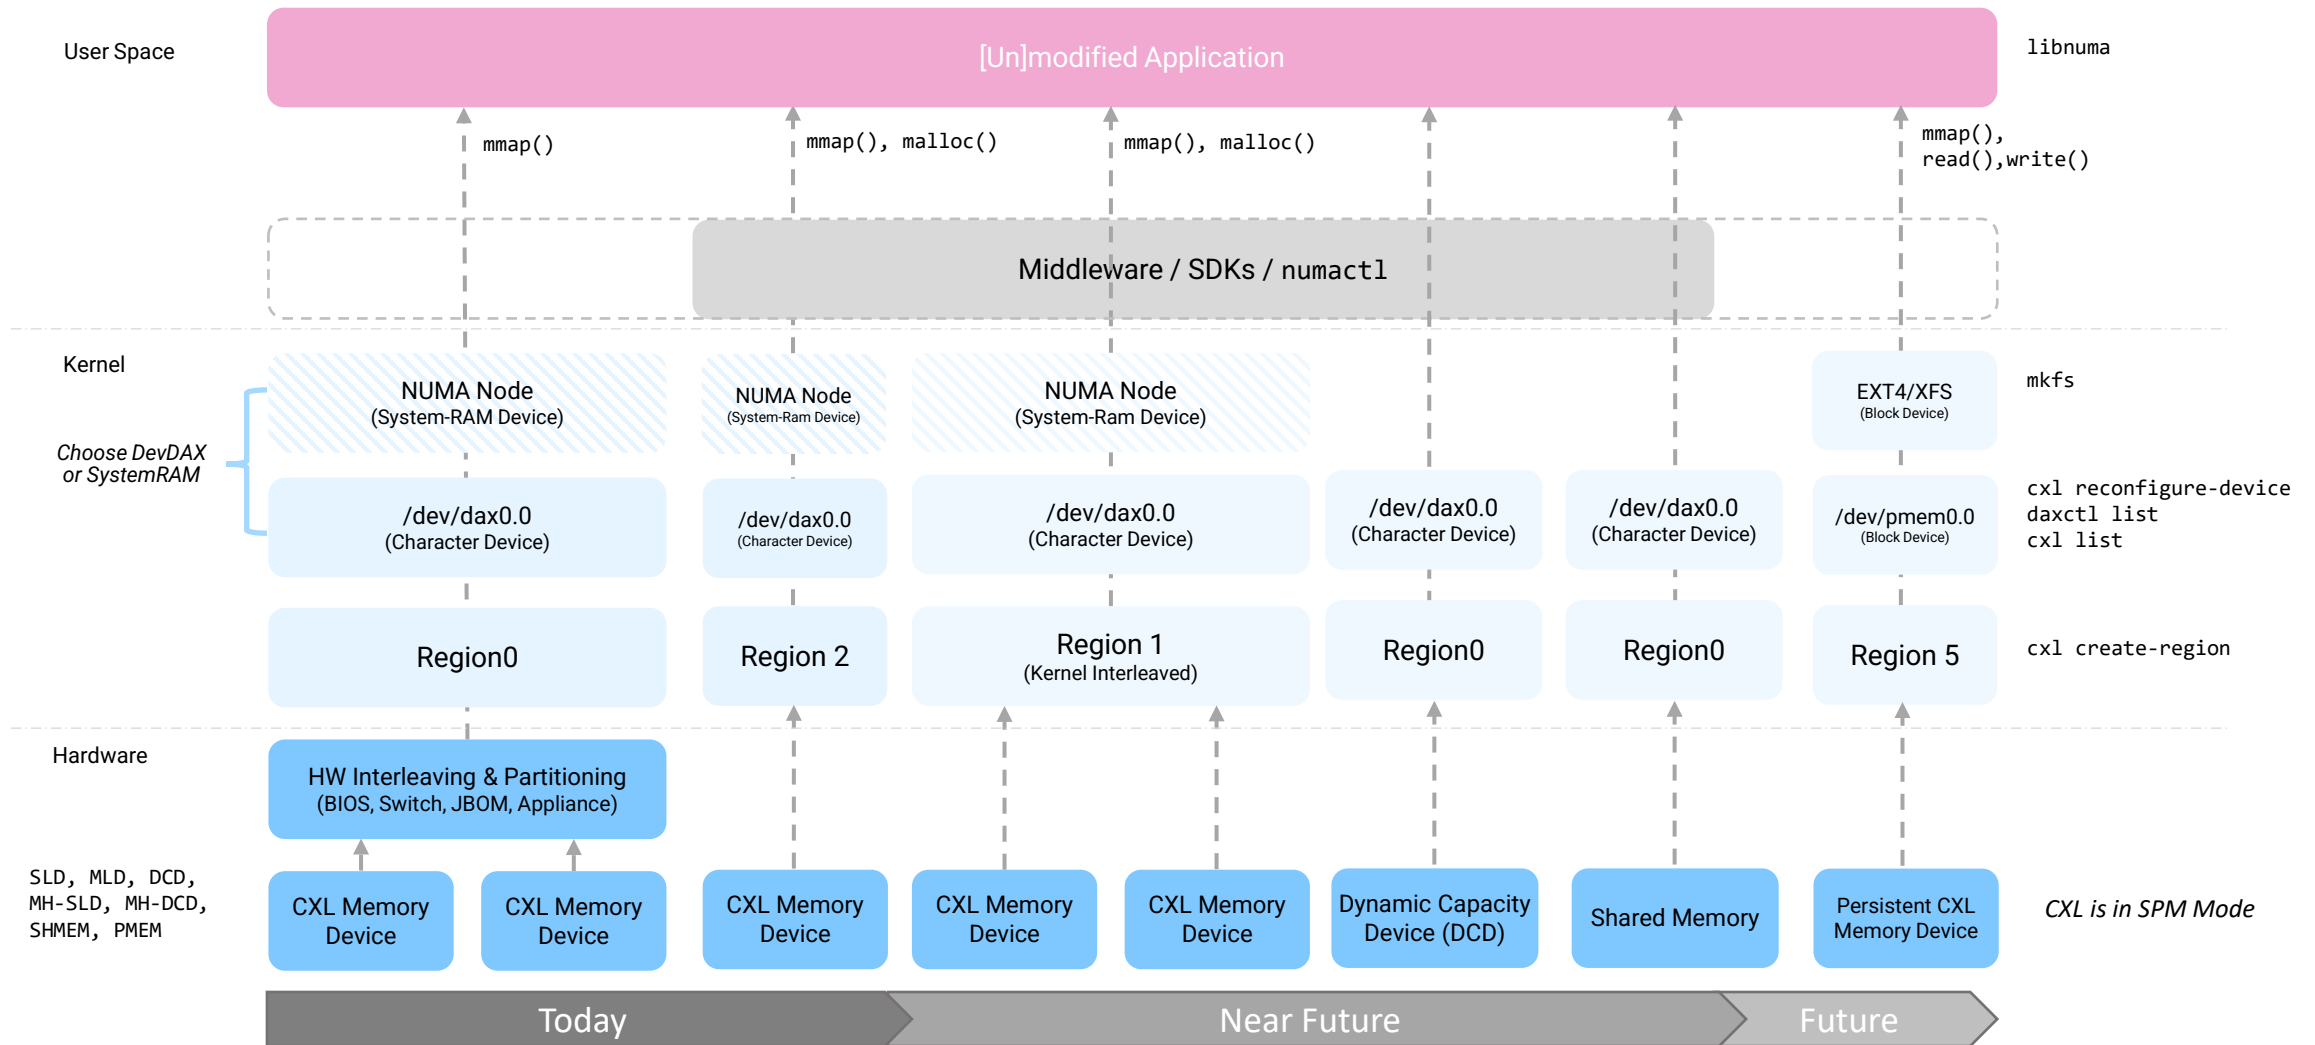 User Space
[Un]modified Application
libnuma
mmap()
mmap(), malloc()
mmap(), malloc()
mmap(),
read(),write()
Middleware / SDKs / numactl
Kernel
Choose DevDAX
or SystemRAM
NUMA Node
(System-RAM Device)
NUMA Node
(System-Ram Device)
NUMA Node
(System-Ram Device)
EXT4/XFS
(Block Device)
mkfs
/dev/dax0.0
(Character Device)
/dev/dax0.0
(Character Device)
/dev/dax0.0
(Character Device)
/dev/dax0.0
(Character Device)
/dev/dax0.0
(Character Device)
/dev/pmem0.0
(Block Device)
cxl reconfigure-device
daxctl list
cxl list
Region0
Region 2
Region 1
(Kernel Interleaved)
Region0
Region0
Region 5
cxl create-region
Hardware
HW Interleaving & Partitioning
(BIOS, Switch, JBOM, Appliance)
SLD, MLD, DCD,
MH-SLD, MH-DCD,
SHMEM, PMEM
CXL Memory
Device
CXL Memory
Device
CXL Memory
Device
CXL Memory
Device
CXL Memory
Device
Dynamic Capacity
Device (DCD)
Shared Memory
Persistent CXL
Memory Device
CXL is in SPM Mode
Today
Near Future
Future